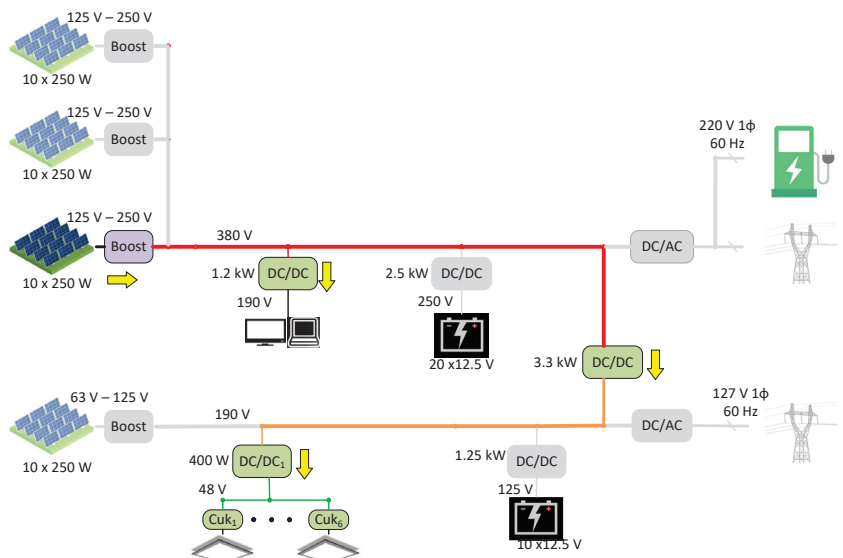 125 V – 250 V
Boost
10 x 250 W
125 V – 250 V
Boost
10 x 250 W
220 V 1ϕ
60 Hz
125 V – 250 V
Boost
10 x 250 W
380 V
DC/AC
1.2 kW
DC/DC
190 V
2.5 kW
DC/DC
250 V
20 x12.5 V
3.3 kW
DC/DC
63 V – 125 V
Boost
10 x 250 W
190 V
DC/AC
127 V 1ϕ
60 Hz
400 W
DC/DC1
48 V
Cuk1
• • •
Cuk6
1.25 kW
DC/DC
125 V
10 x12.5 V